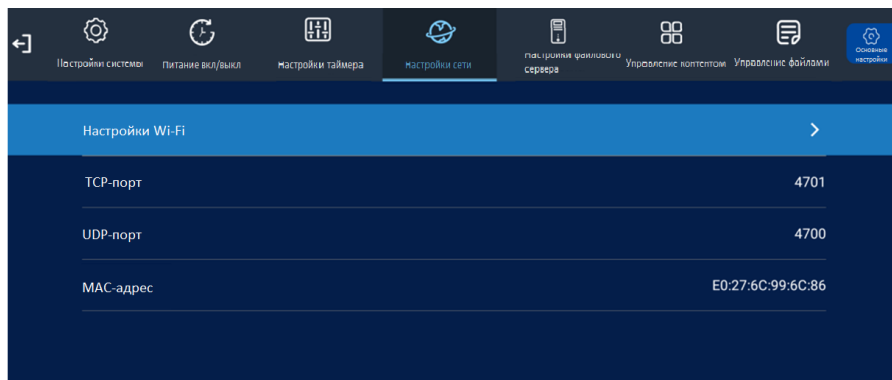 Настройки системы
Питание вкл/выкл
Настройки таймера
Настройки сети
Настройки файлового
сервера
Управление контентом
Управление файлами
Основные
настройки
Настройки Wi-Fi
TCP-порт 4701
UDP-порт 4700
MAC-адрес E0:27:6C:99:6C:86